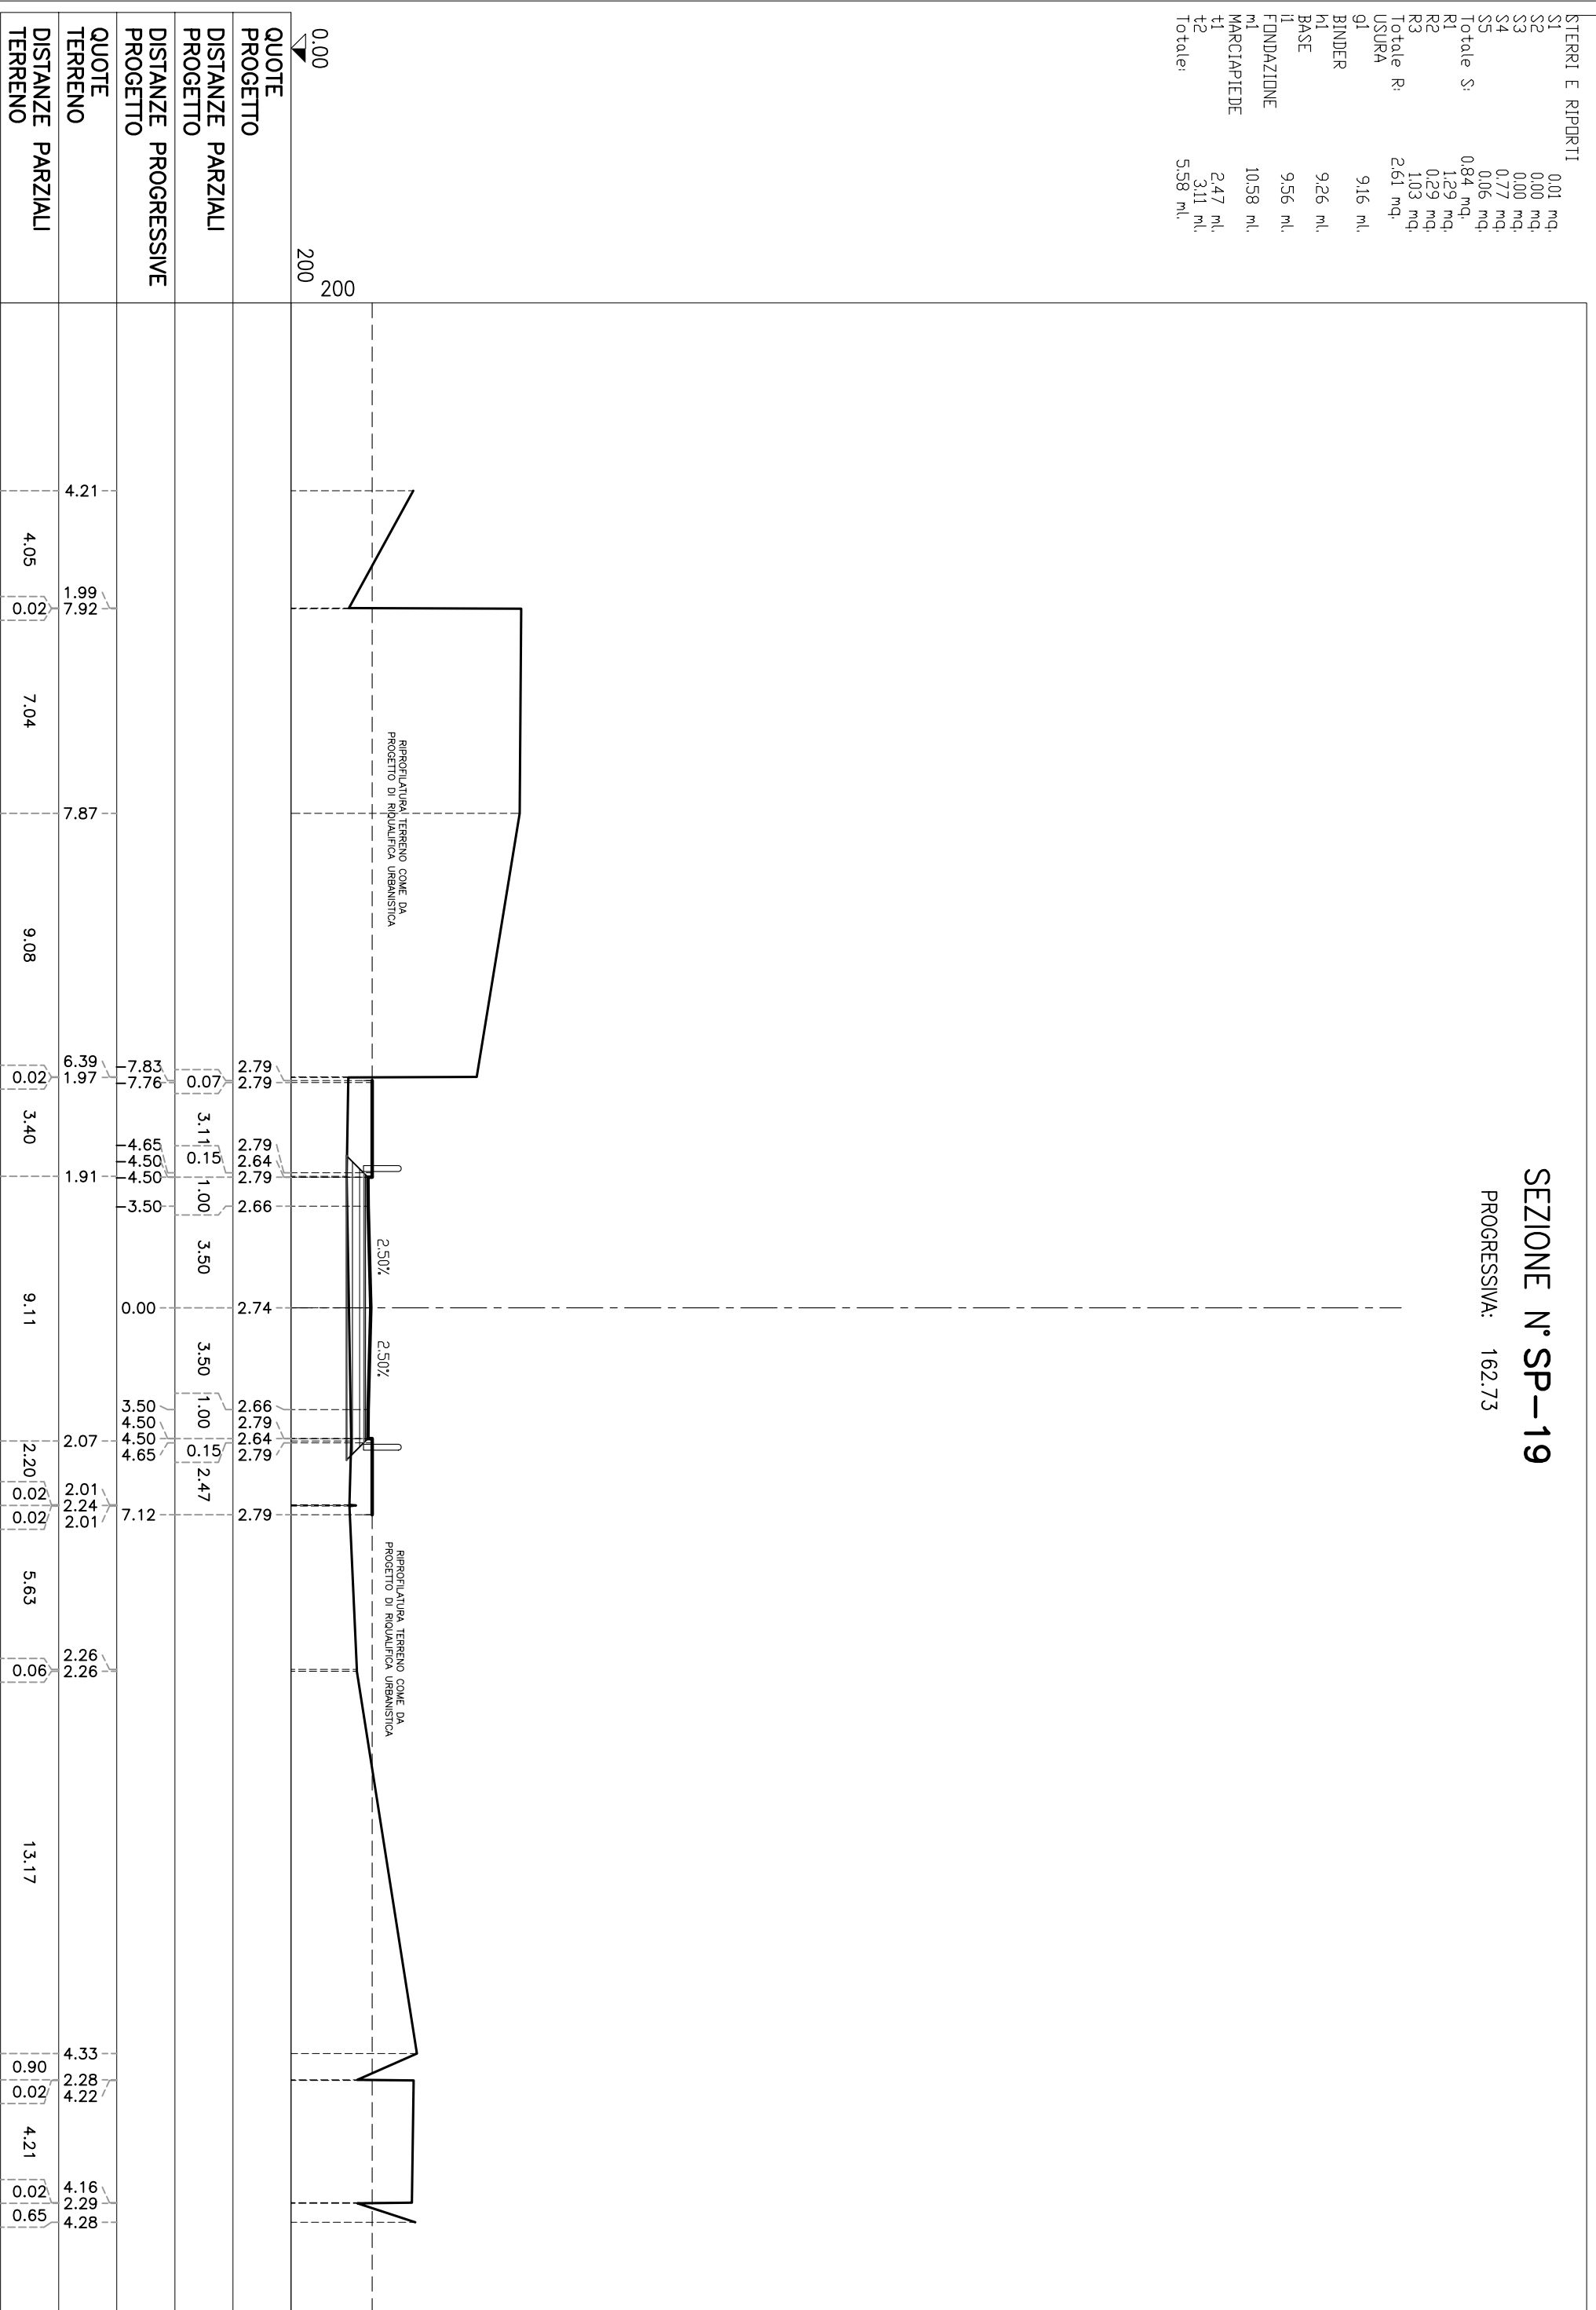 SEZIONE N° SP-19
PROGRESSIVA: 162.73
STERRI E RIPORTI
S1 0.01 mq.
S2 0.00 mq.
S3 0.00 mq.
S4 0.77 mq.
S5 0.06 mq.
Totale S: 0.84 mq.
R1 1.29 mq.
R2 0.29 mq.
R3 1.03 mq.
Totale R: 2.61 mq.
USURA
g1 9.16 ml.
BINDER
h1 9.26 ml.
BASE
i1 9.56 ml.
FONDAZIONE
m1 10.58 ml.
MARCIAPIEDE
t1 2.47 ml.
t2 3.11 ml.
Totale: 5.58 ml.
RIPROFILATURA TERRENO COME DA
PROGETTO DI RIQUALIFICA URBANISTICA
2.50% 2.50%
RIPROFILATURA TERRENO COME DA
PROGETTO DI RIQUALIFICA URBANISTICA
200
200
0.00
QUOTE
PROGETTO
2.79 2.79 2.79 2.64 2.79 2.66 2.74 2.66 2.79 2.64 2.79 2.79
DISTANZE PARZIALI
PROGETTO
0.07 3.11 0.15 1.00 3.50 3.50 1.00 0.15 2.47
DISTANZE PROGRESSIVE
PROGETTO
-7.83 -7.76 -4.65 -4.50 -4.50 -3.50 0.00 3.50 4.50 4.50 4.65 7.12
QUOTE
TERRENO
4.21 1.99 7.92 7.87 6.39 1.97 1.91 2.07 2.01 2.24 2.01 2.26 2.26 4.33 2.28 4.22 4.16 2.29 4.28
DISTANZE PARZIALI
TERRENO
4.05 0.02 7.04 9.08 0.02 3.40 9.11 2.20 0.02 0.02 5.63 0.06 13.17 0.90 0.02 4.21 0.02 0.65